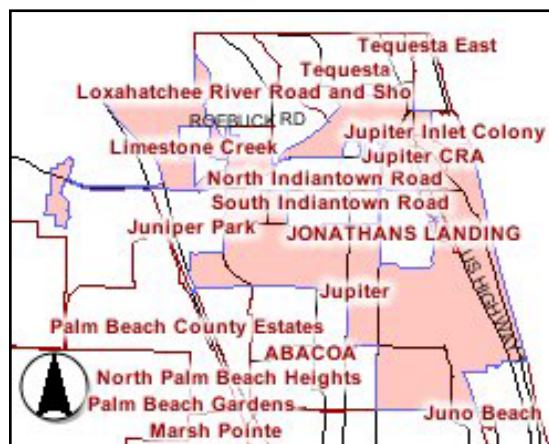 Tequesta East
Tequesta
Loxahatchee River Road and Sho
ROEBUCK RD
Jupiter Inlet Colony
Limestone Creek
Jupiter CRA
North Indiantown Road
South Indiantown Road
Juniper Park
JONATHANS LANDING
US HIGHWAY
Jupiter
Palm Beach County Estates
ABACOA
North Palm Beach Heights
Palm Beach Gardens
Juno Beach
Marsh Pointe